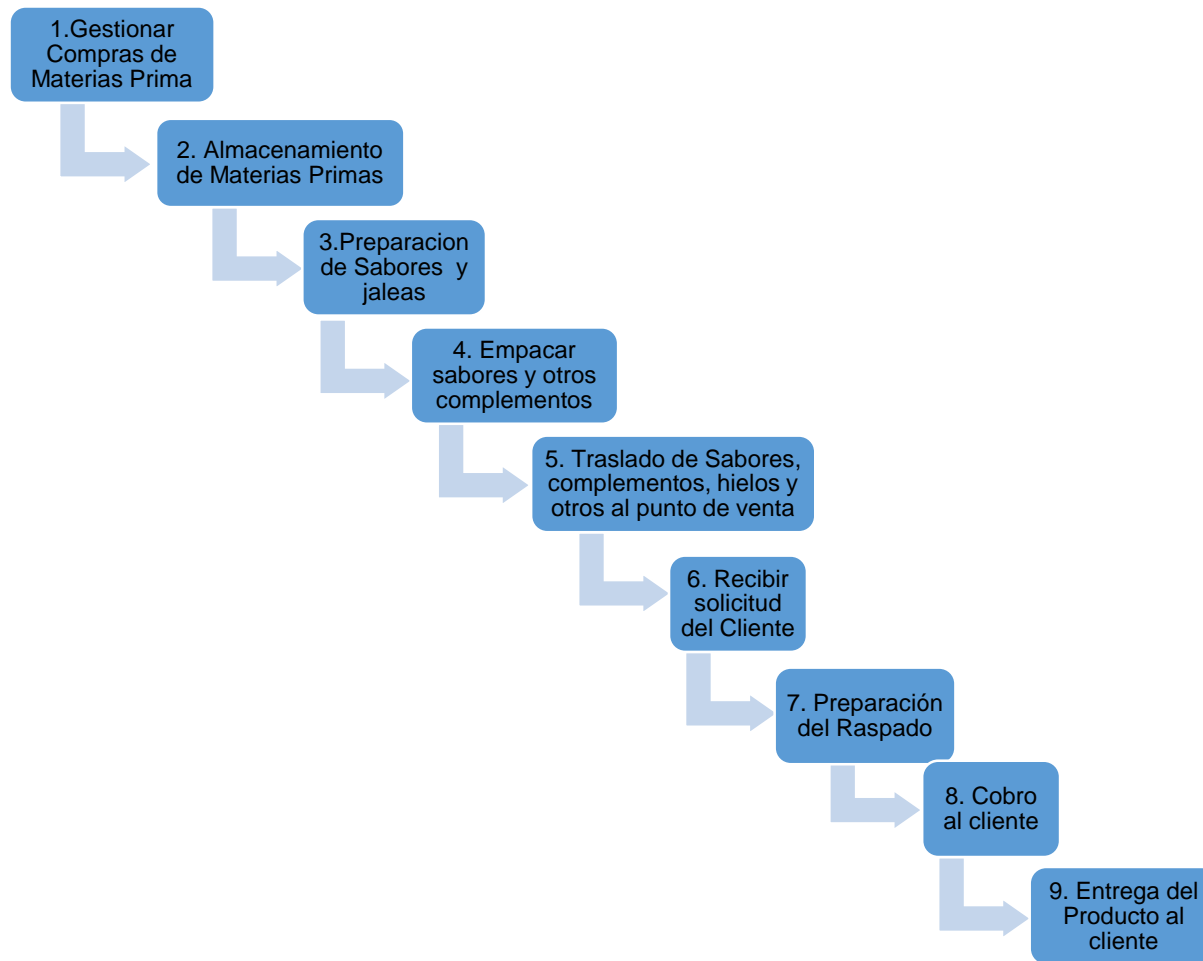 1.Gestionar
Compras de
Materias Prima
2. Almacenamiento
de Materias Primas
3.Preparacion
de Sabores y
jaleas
4. Empacar
sabores y otros
complementos
5. Traslado de Sabores,
complementos, hielos y
otros al punto de venta
6. Recibir
solicitud
del Cliente
7. Preparación
del Raspado
8. Cobro
al cliente
9. Entrega del
Producto al
cliente